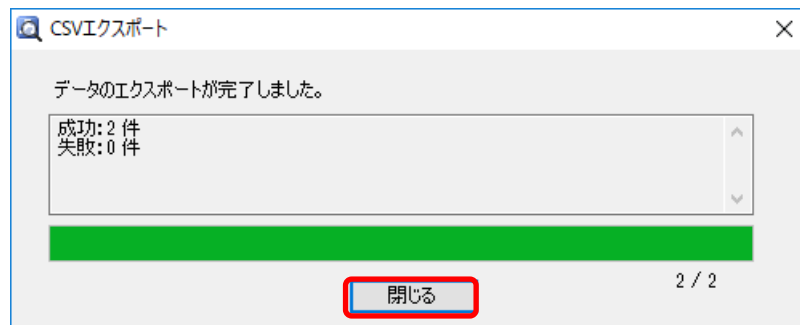 CSVエクスポート
データのエクスポートが完了しました。
成功:2 件
失敗:0 件
2 / 2
閉じる